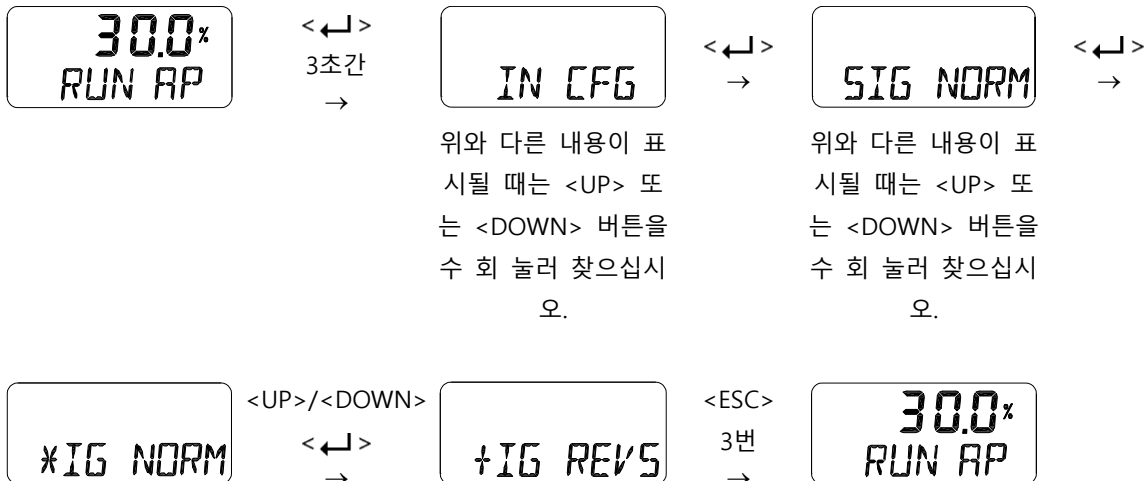 30.0%
RUN AP
<↵>
3초간
→
IN CFG
<↵>
→
SIG NORM
<↵>
→
위와 다른 내용이 표
시될 때는 <UP> 또
는 <DOWN> 버튼을
수 회 눌러 찾으십시
오.
위와 다른 내용이 표
시될 때는 <UP> 또
는 <DOWN> 버튼을
수 회 눌러 찾으십시
오.
*IG NORM
<UP>/<DOWN>
<↵>
→
+IG REVS
<ESC>
3번
→
30.0%
RUN AP